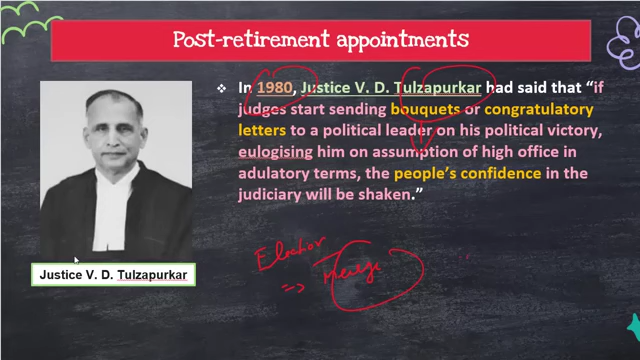 Post-retirement appointments
In 1980, Justice V. D. Tulzapurkar had said that “if
judges start sending bouquets or congratulatory
letters to a political leader on his political victory,
eulogising him on assumption of high office in
adulatory terms, the people’s confidence in the
judiciary will be shaken.”
Election
=>
Justice V. D. Tulzapurkar